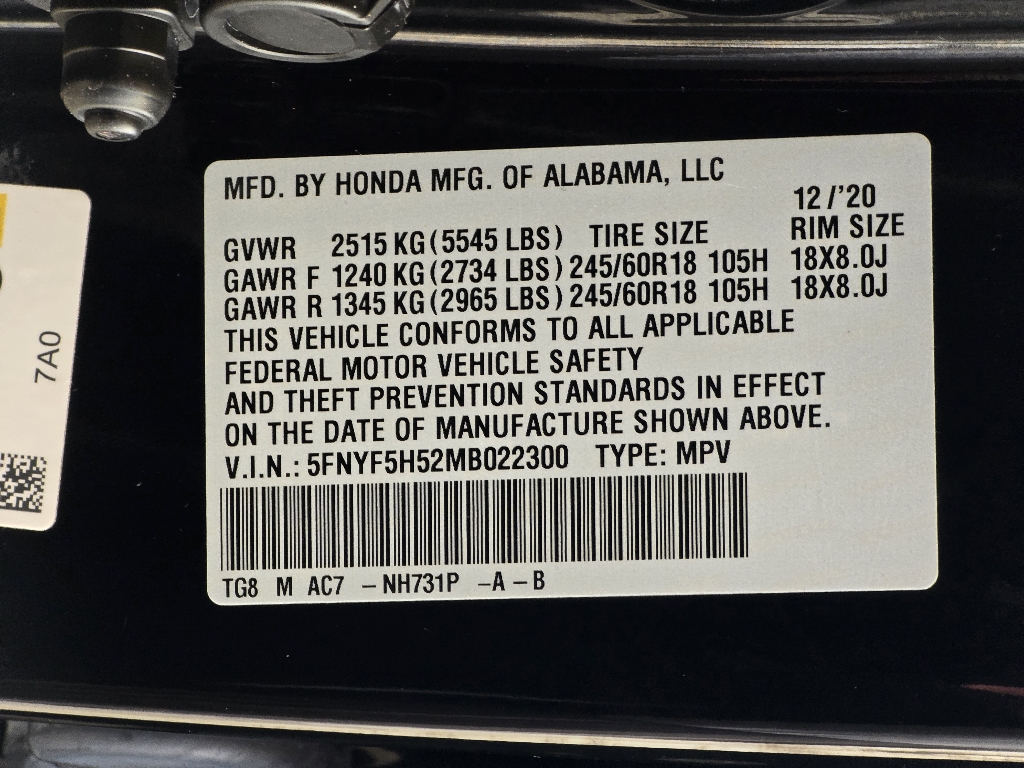 MFD. BY HONDA MFG. OF ALABAMA, LLC
12/'20
GVWR 2515 KG (5545 LBS) TIRE SIZE RIM SIZE
GAWR F 1240 KG (2734 LBS) 245/60R18 105H 18X8.0J
GAWR R 1345 KG (2965 LBS) 245/60R18 105H 18X8.0J
THIS VEHICLE CONFORMS TO ALL APPLICABLE
FEDERAL MOTOR VEHICLE SAFETY
AND THEFT PREVENTION STANDARDS IN EFFECT
ON THE DATE OF MANUFACTURE SHOWN ABOVE.
V.I.N.: 5FNYF5H52MB022300 TYPE: MPV
TG8 M AC7 - NH731P - A - B
7A0